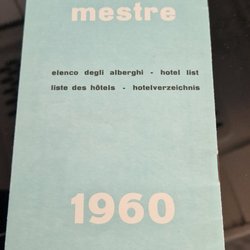 mestre
elenco degli alberghi - hotel list
liste des hôtels - hotelverzeichnis
1960